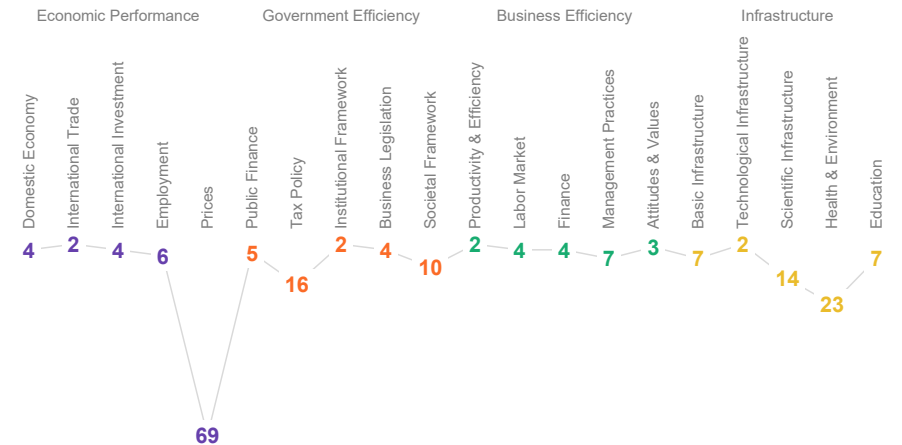 Economic Performance
Government Efficiency
Business Efficiency
Infrastructure
Domestic Economy
International Trade
International Investment
Employment
Prices
Public Finance
Tax Policy
Institutional Framework
Business Legislation
Societal Framework
Productivity & Efficiency
Labor Market
Finance
Management Practices
Attitudes & Values
Basic Infrastructure
Technological Infrastructure
Scientific Infrastructure
Health & Environment
Education
4
2
4
6
69
5
16
2
4
10
2
4
4
7
3
7
2
14
23
7